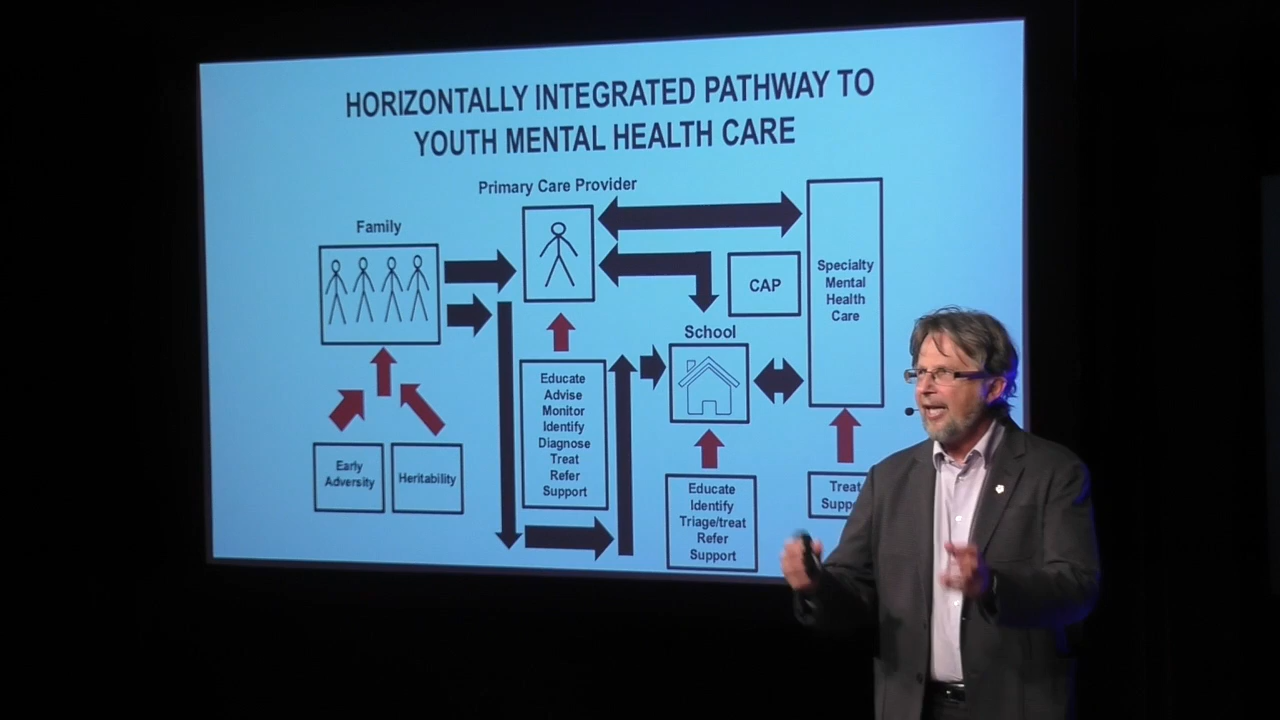 HORIZONTALLY INTEGRATED PATHWAY TO
YOUTH MENTAL HEALTH CARE
Primary Care Provider
Family
CAP
Specialty
Mental
Health
Care
School
Educate
Advise
Monitor
Identify
Diagnose
Treat
Refer
Support
Early
Adversity
Heritability
Educate
Identify
Triage/treat
Refer
Support
Treat